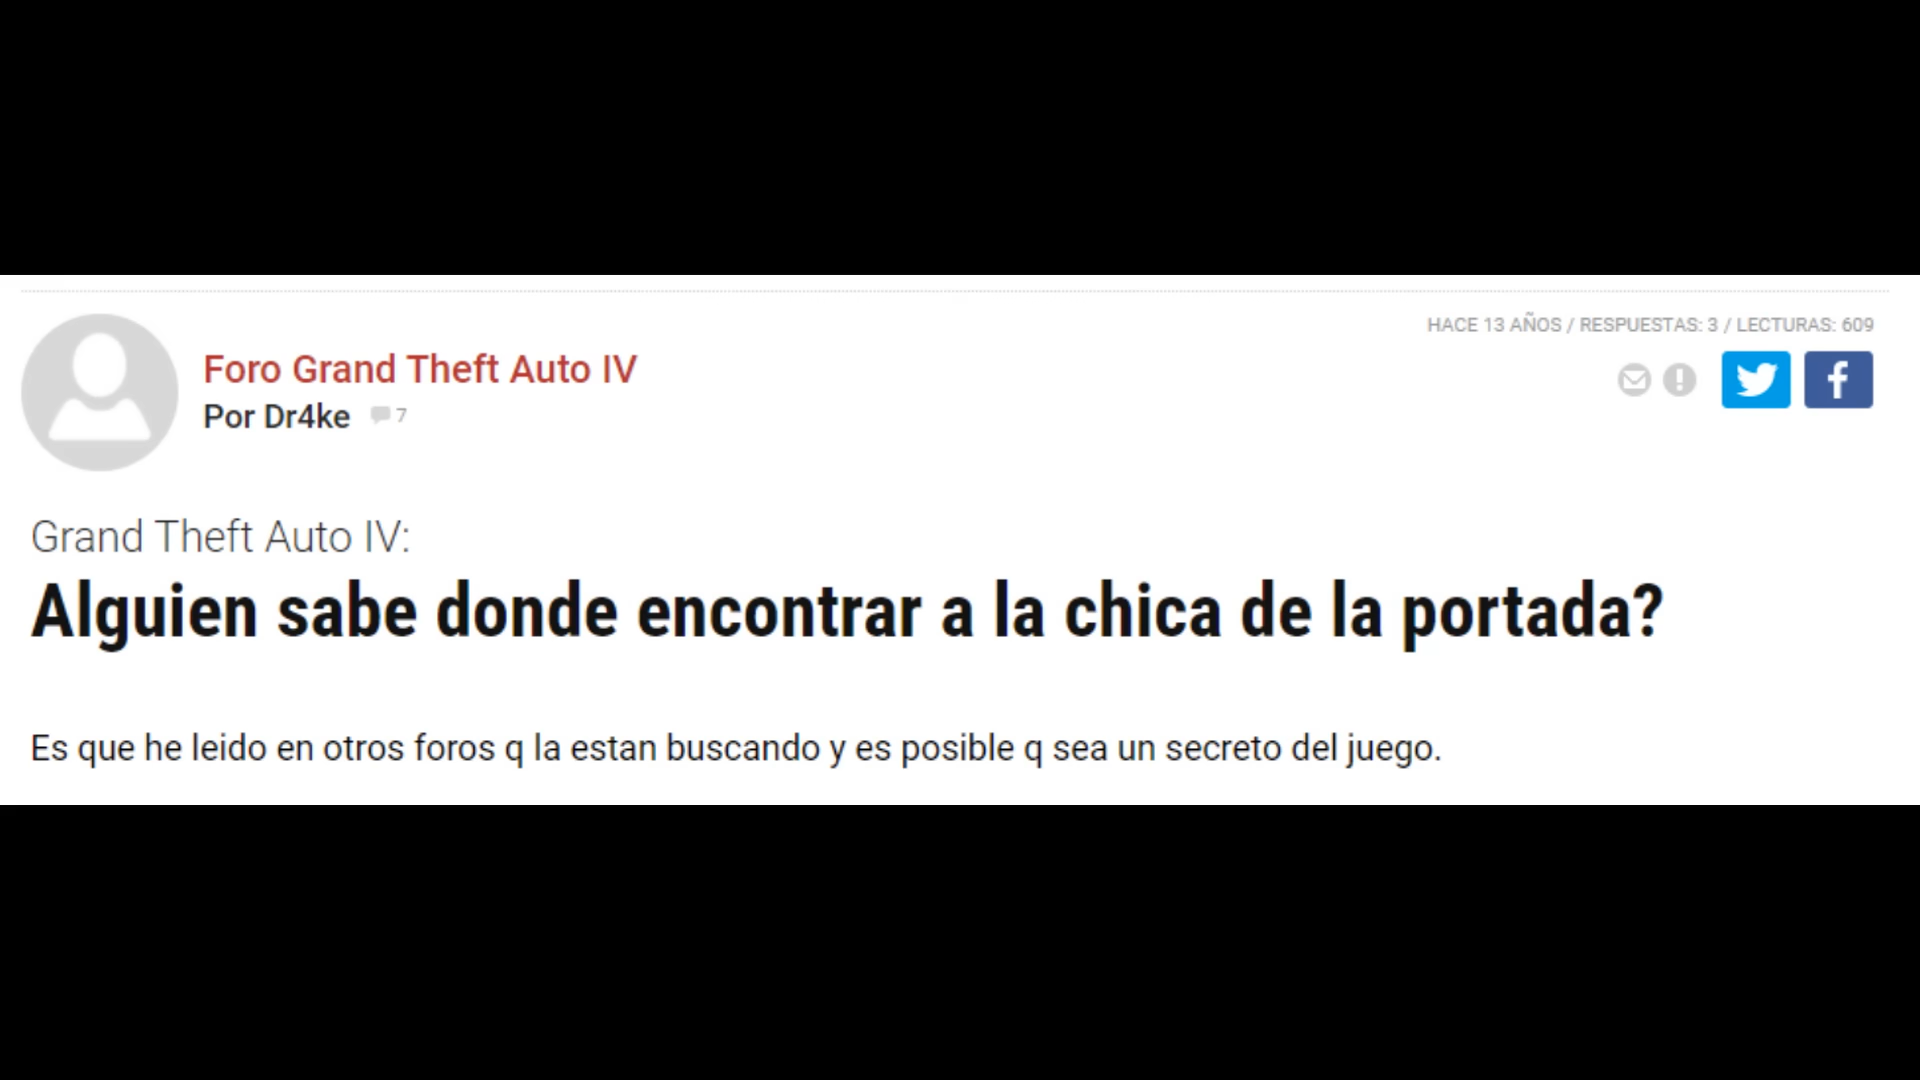 HACE 13 AÑOS / RESPUESTAS: 3 / LECTURAS: 609
Foro Grand Theft Auto IV
Por Dr4ke 7
Grand Theft Auto IV:
Alguien sabe donde encontrar a la chica de la portada?
Es que he leido en otros foros q la estan buscando y es posible q sea un secreto del juego.